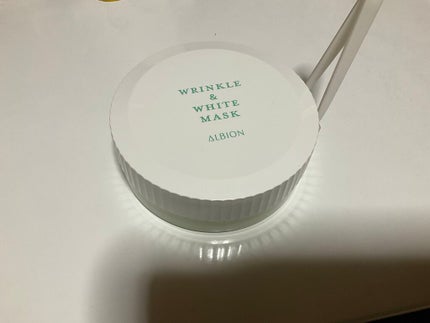 WRINKLE
&
WHITE
MASK
ALBION